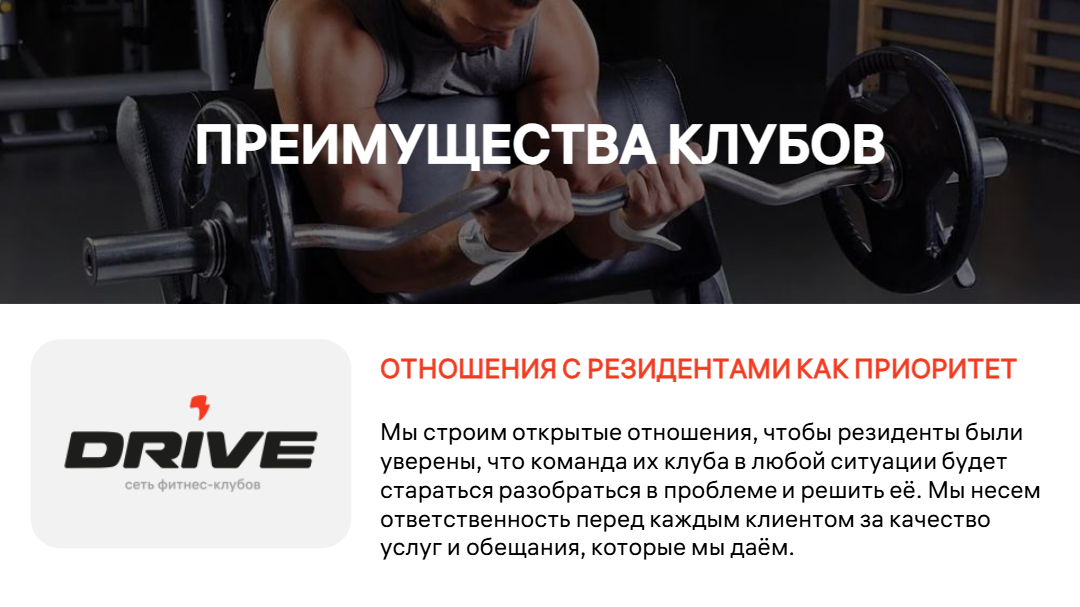 ПРЕИМУЩЕСТВА КЛУБОВ
DRIVE
сеть фитнес-клубов
ОТНОШЕНИЯ С РЕЗИДЕНТАМИ КАК ПРИОРИТЕТ
Мы строим открытые отношения, чтобы резиденты были
уверены, что команда их клуба в любой ситуации будет
стараться разобраться в проблеме и решить её. Мы несем
ответственность перед каждым клиентом за качество
услуг и обещания, которые мы даём.